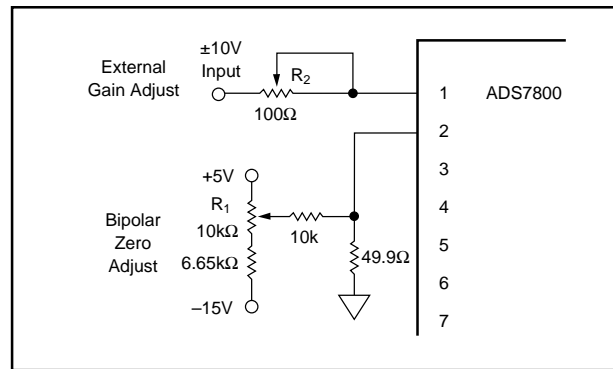 External
Gain Adjust
±10V
Input
R2
100Ω
1
ADS7800
2
3
4
5
6
7
+5V
R1
10kΩ
10k
Bipolar
Zero
Adjust
6.65kΩ
49.9Ω
–15V